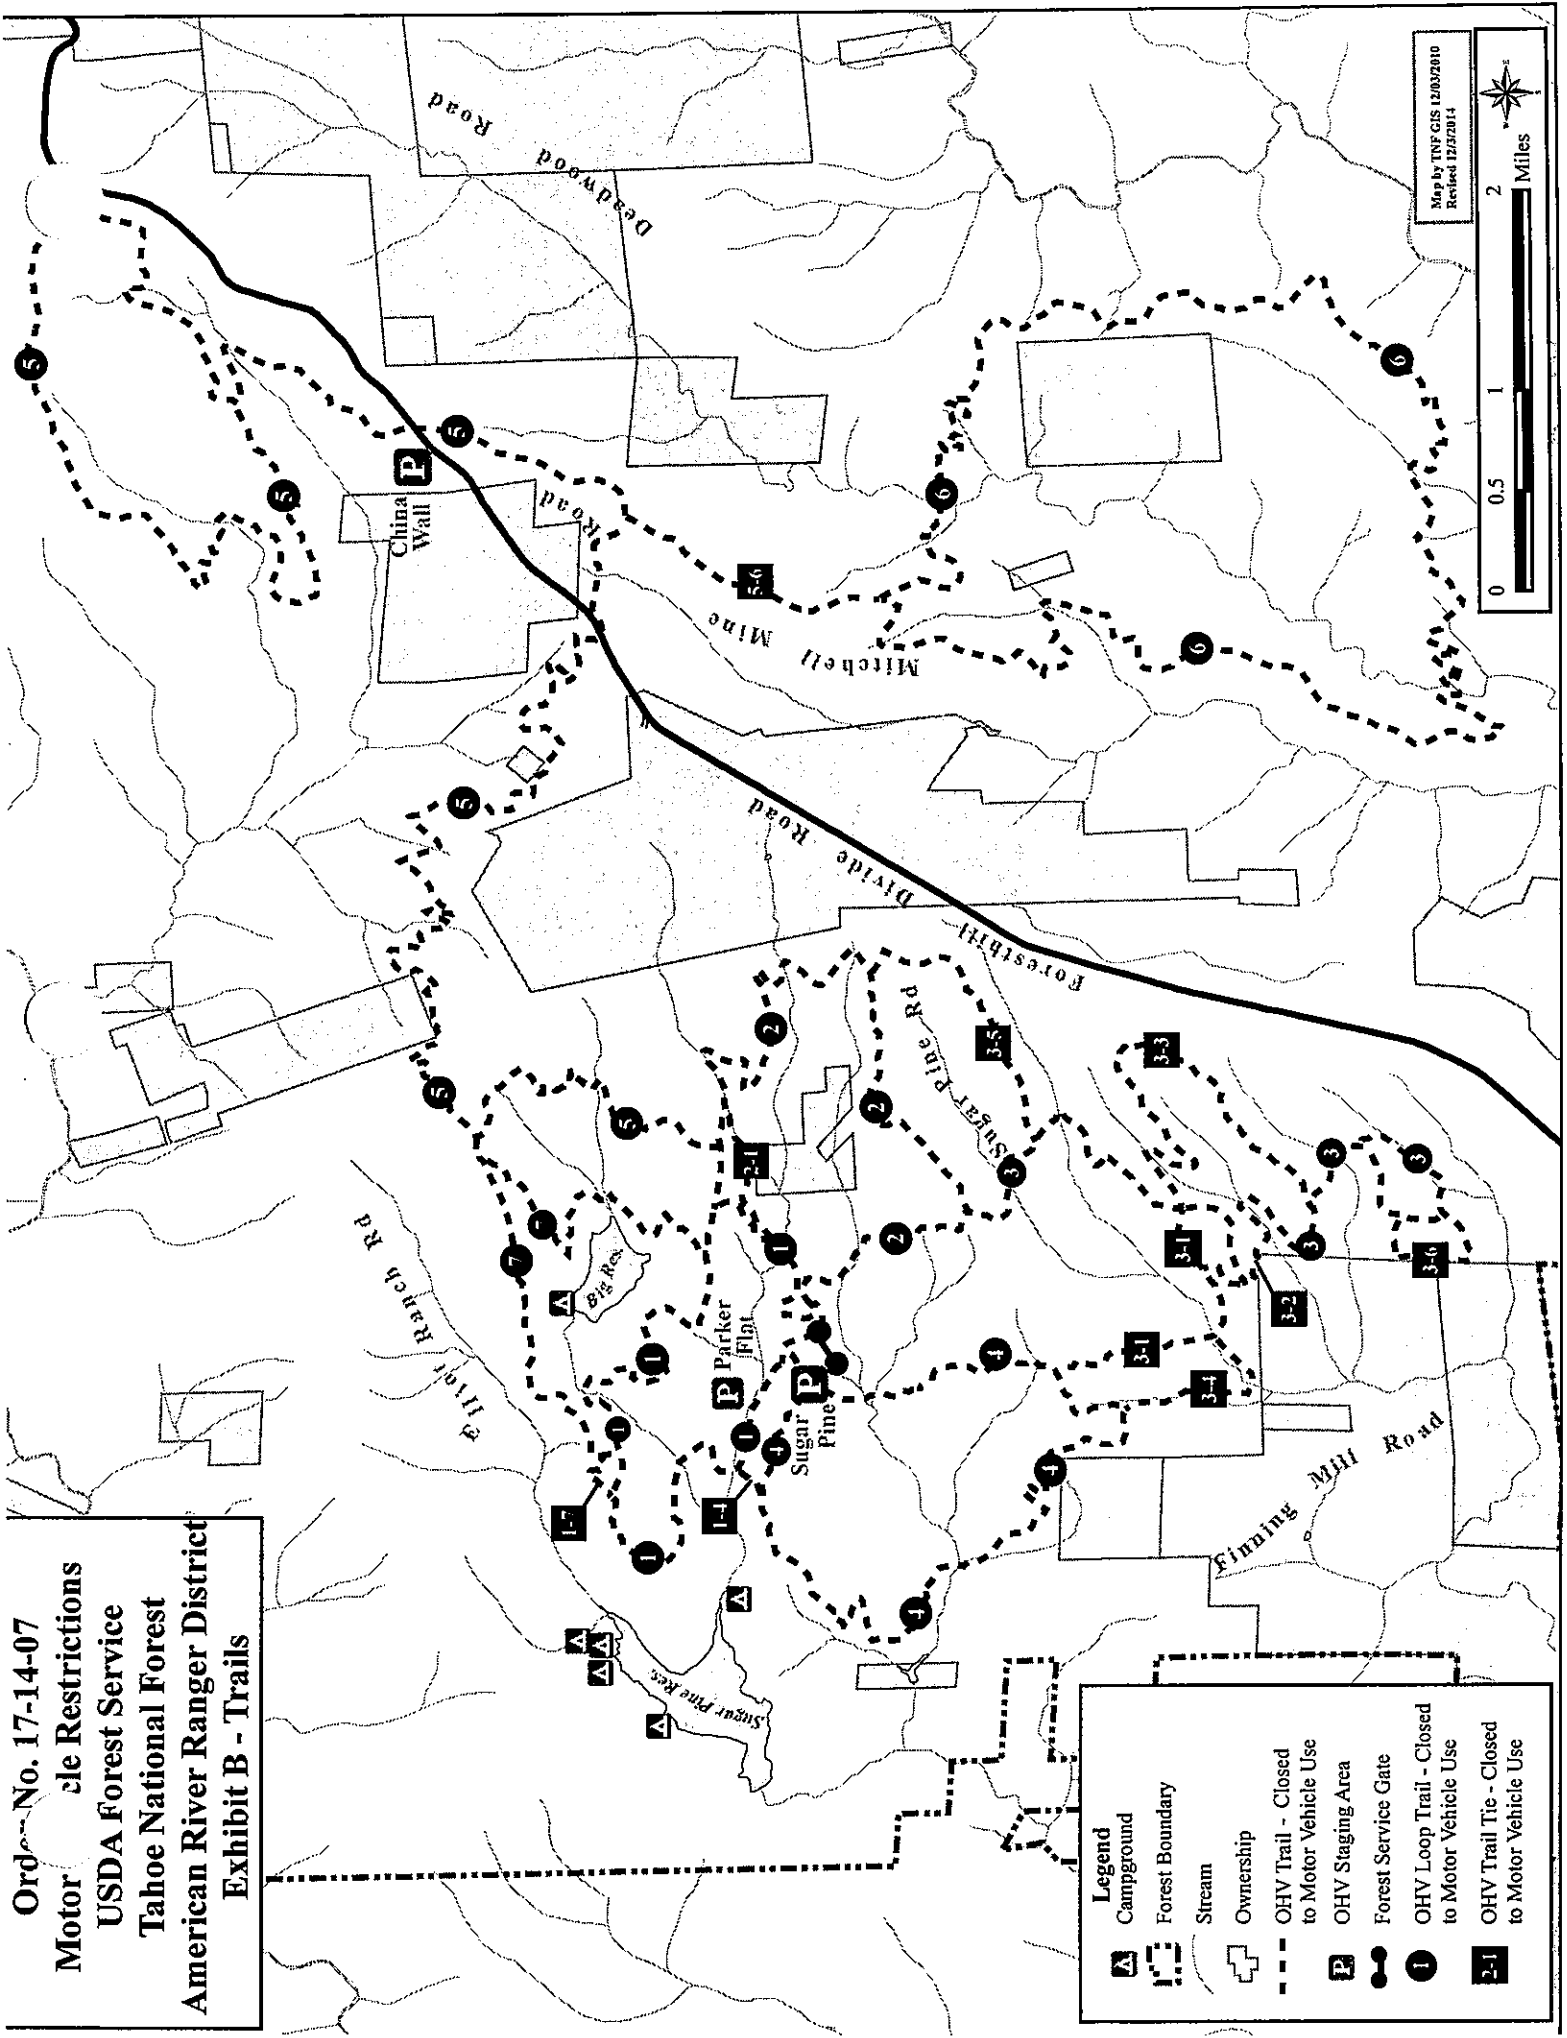 Order No. 17-14-07
Motor cle Restrictions
USDA Forest Service
Tahoe National Forest
American River Ranger District
Exhibit B - Trails
Elliot Ranch Rd
Big Res.
Sugar Pine Res.
Parker
Flat
P
Sugar
Pine
P
China
Wall
P
Deadwood Road
Mitchell Mine Road
Foresthill Divide Road
Sugar Pine Rd
Finning Mill Road
5
5
5
5
5
5
7
7
1
1
1
1
1
1-7
1-4
2-1
2
2
2
3
3
3
3
3-5
3-3
3-1
3-1
3-2
3-4
3-6
4
4
4
4
5-6
6
6
6
Legend
Campground
Forest Boundary
Stream
Ownership
OHV Trail - Closed
to Motor Vehicle Use
P OHV Staging Area
Forest Service Gate
1 OHV Loop Trail - Closed
to Motor Vehicle Use
2-1 OHV Trail Tie - Closed
to Motor Vehicle Use
Map by TNF GIS 12/03/2010
Revised 12/3/2014
0 0.5 1 2
Miles